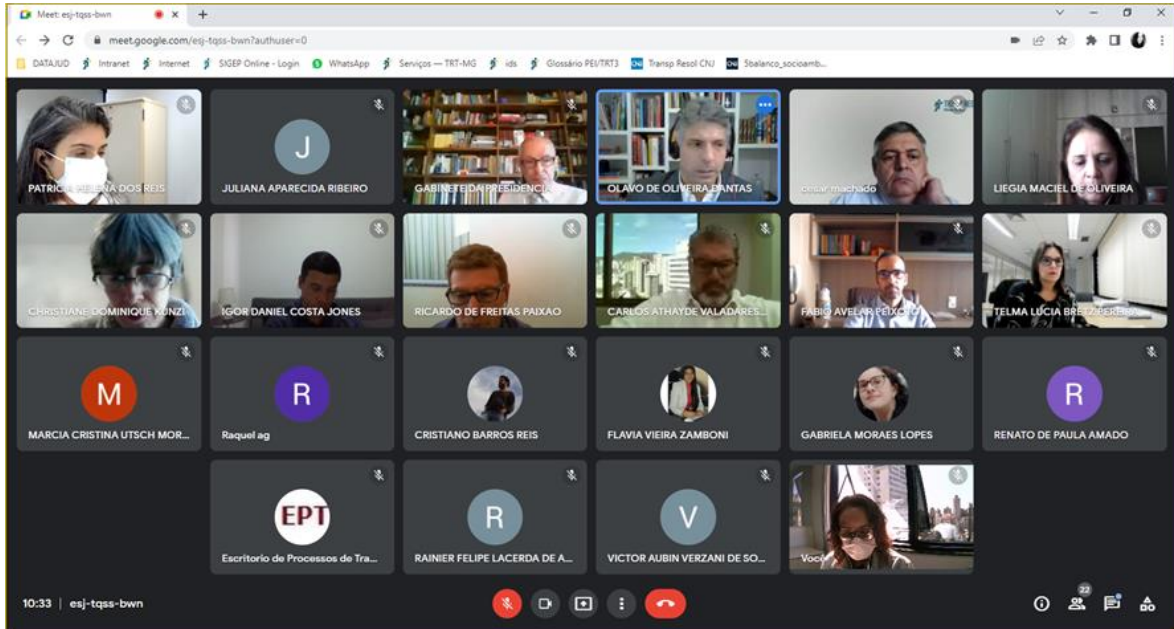 Meet: esj-tqss-bwn
meet.google.com/esj-tqss-bwn?authuser=0
DATAJUD Intranet Internet SIGEP Online - Login WhatsApp Serviços — TRT-MG ids Glossário PEI/TRT3 Transp Resol CNJ 5balanco_socioamb...
PATRICIA HELENA DOS REIS
J
JULIANA APARECIDA RIBEIRO
GABINETE DA PRESIDENCIA
OLAVO DE OLIVEIRA DANTAS
cesar machado
LIEGIA MACIEL DE OLIVEIRA
CHRISTIANE DOMINIQUE KUNZI
IGOR DANIEL COSTA JONES
RICARDO DE FREITAS PAIXAO
CARLOS ATHAYDE VALADARES...
FABIO AVELAR PEIXOTO
TELMA LUCIA BRETZ PEREIRA
M
MARCIA CRISTINA UTSCH MOR...
R
Raquel ag
CRISTIANO BARROS REIS
FLAVIA VIEIRA ZAMBONI
GABRIELA MORAES LOPES
R
RENATO DE PAULA AMADO
EPT
Escritorio de Processos de Tra...
R
RAINIER FELIPE LACERDA DE A...
V
VICTOR AUBIN VERZANI DE SO...
Você
10:33 | esj-tqss-bwn
22